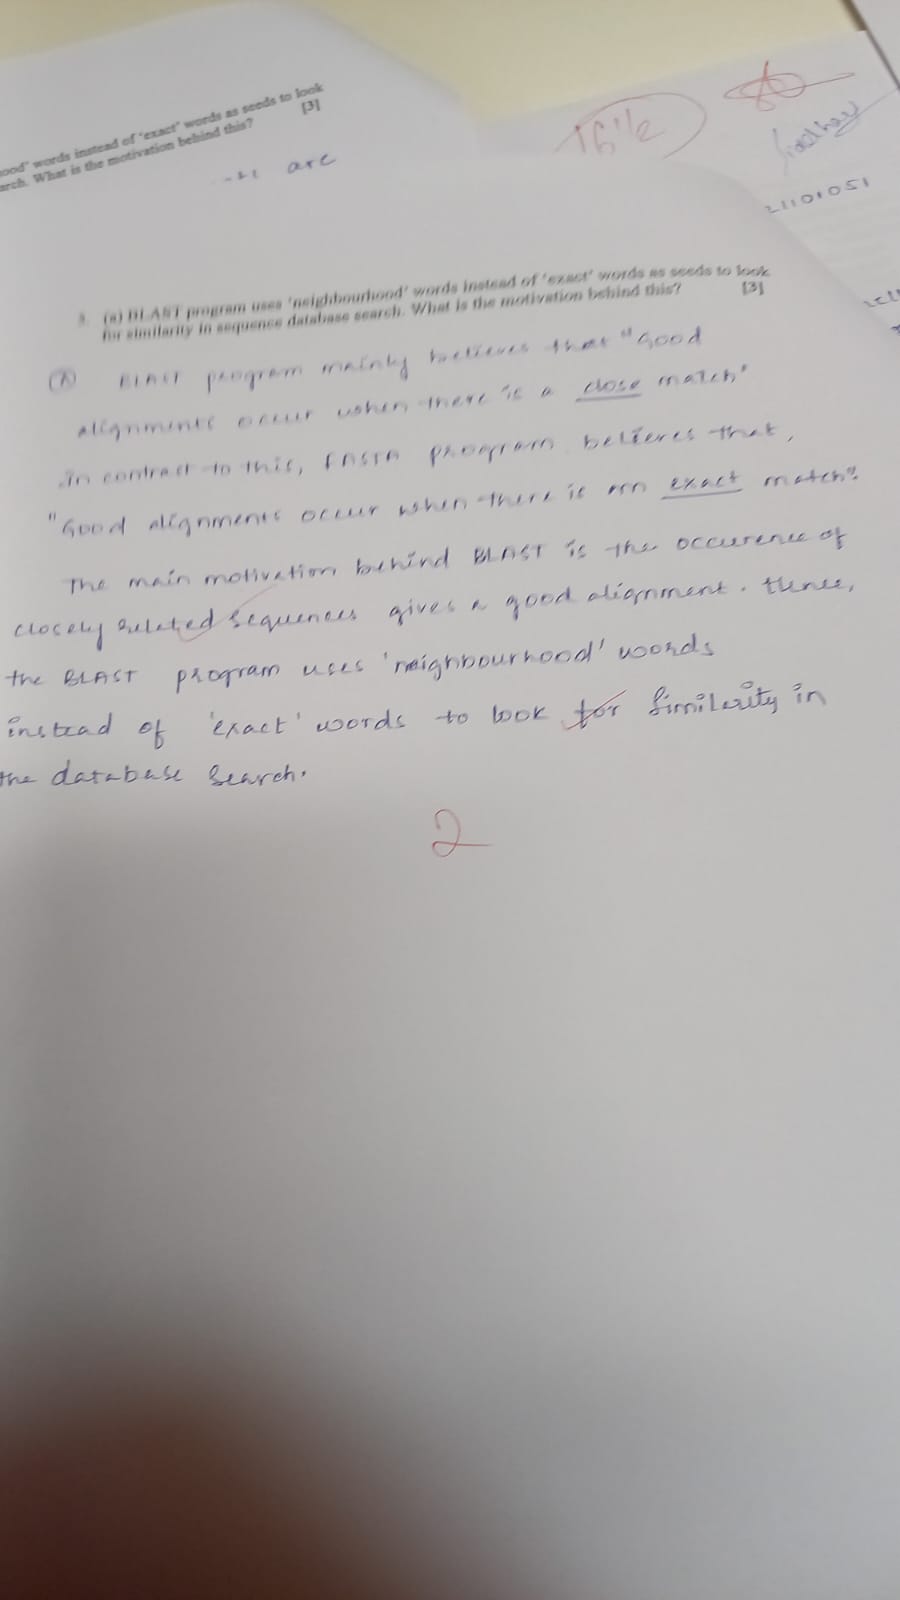 ood' words instead of 'exact' words as seeds to look
arch. What is the motivation behind this? [3]
are
16 1/2
21101051
3. (a) BLAST program uses 'neighbourhood' words instead of 'exact' words as seeds to look
for similarity in sequence database search. What is the motivation behind this? [3]
BLAST program mainly believes that "Good
alignments occur when there is a close match"
In contrast to this, FASTA program believes that,
"Good alignments occur when there is an exact match".
The main motivation behind BLAST is the occurence of
closely related sequences gives a good alignment. Hence,
the BLAST program uses 'neighbourhood' words
instead of 'exact' words to look for similarity in
the database search.
2